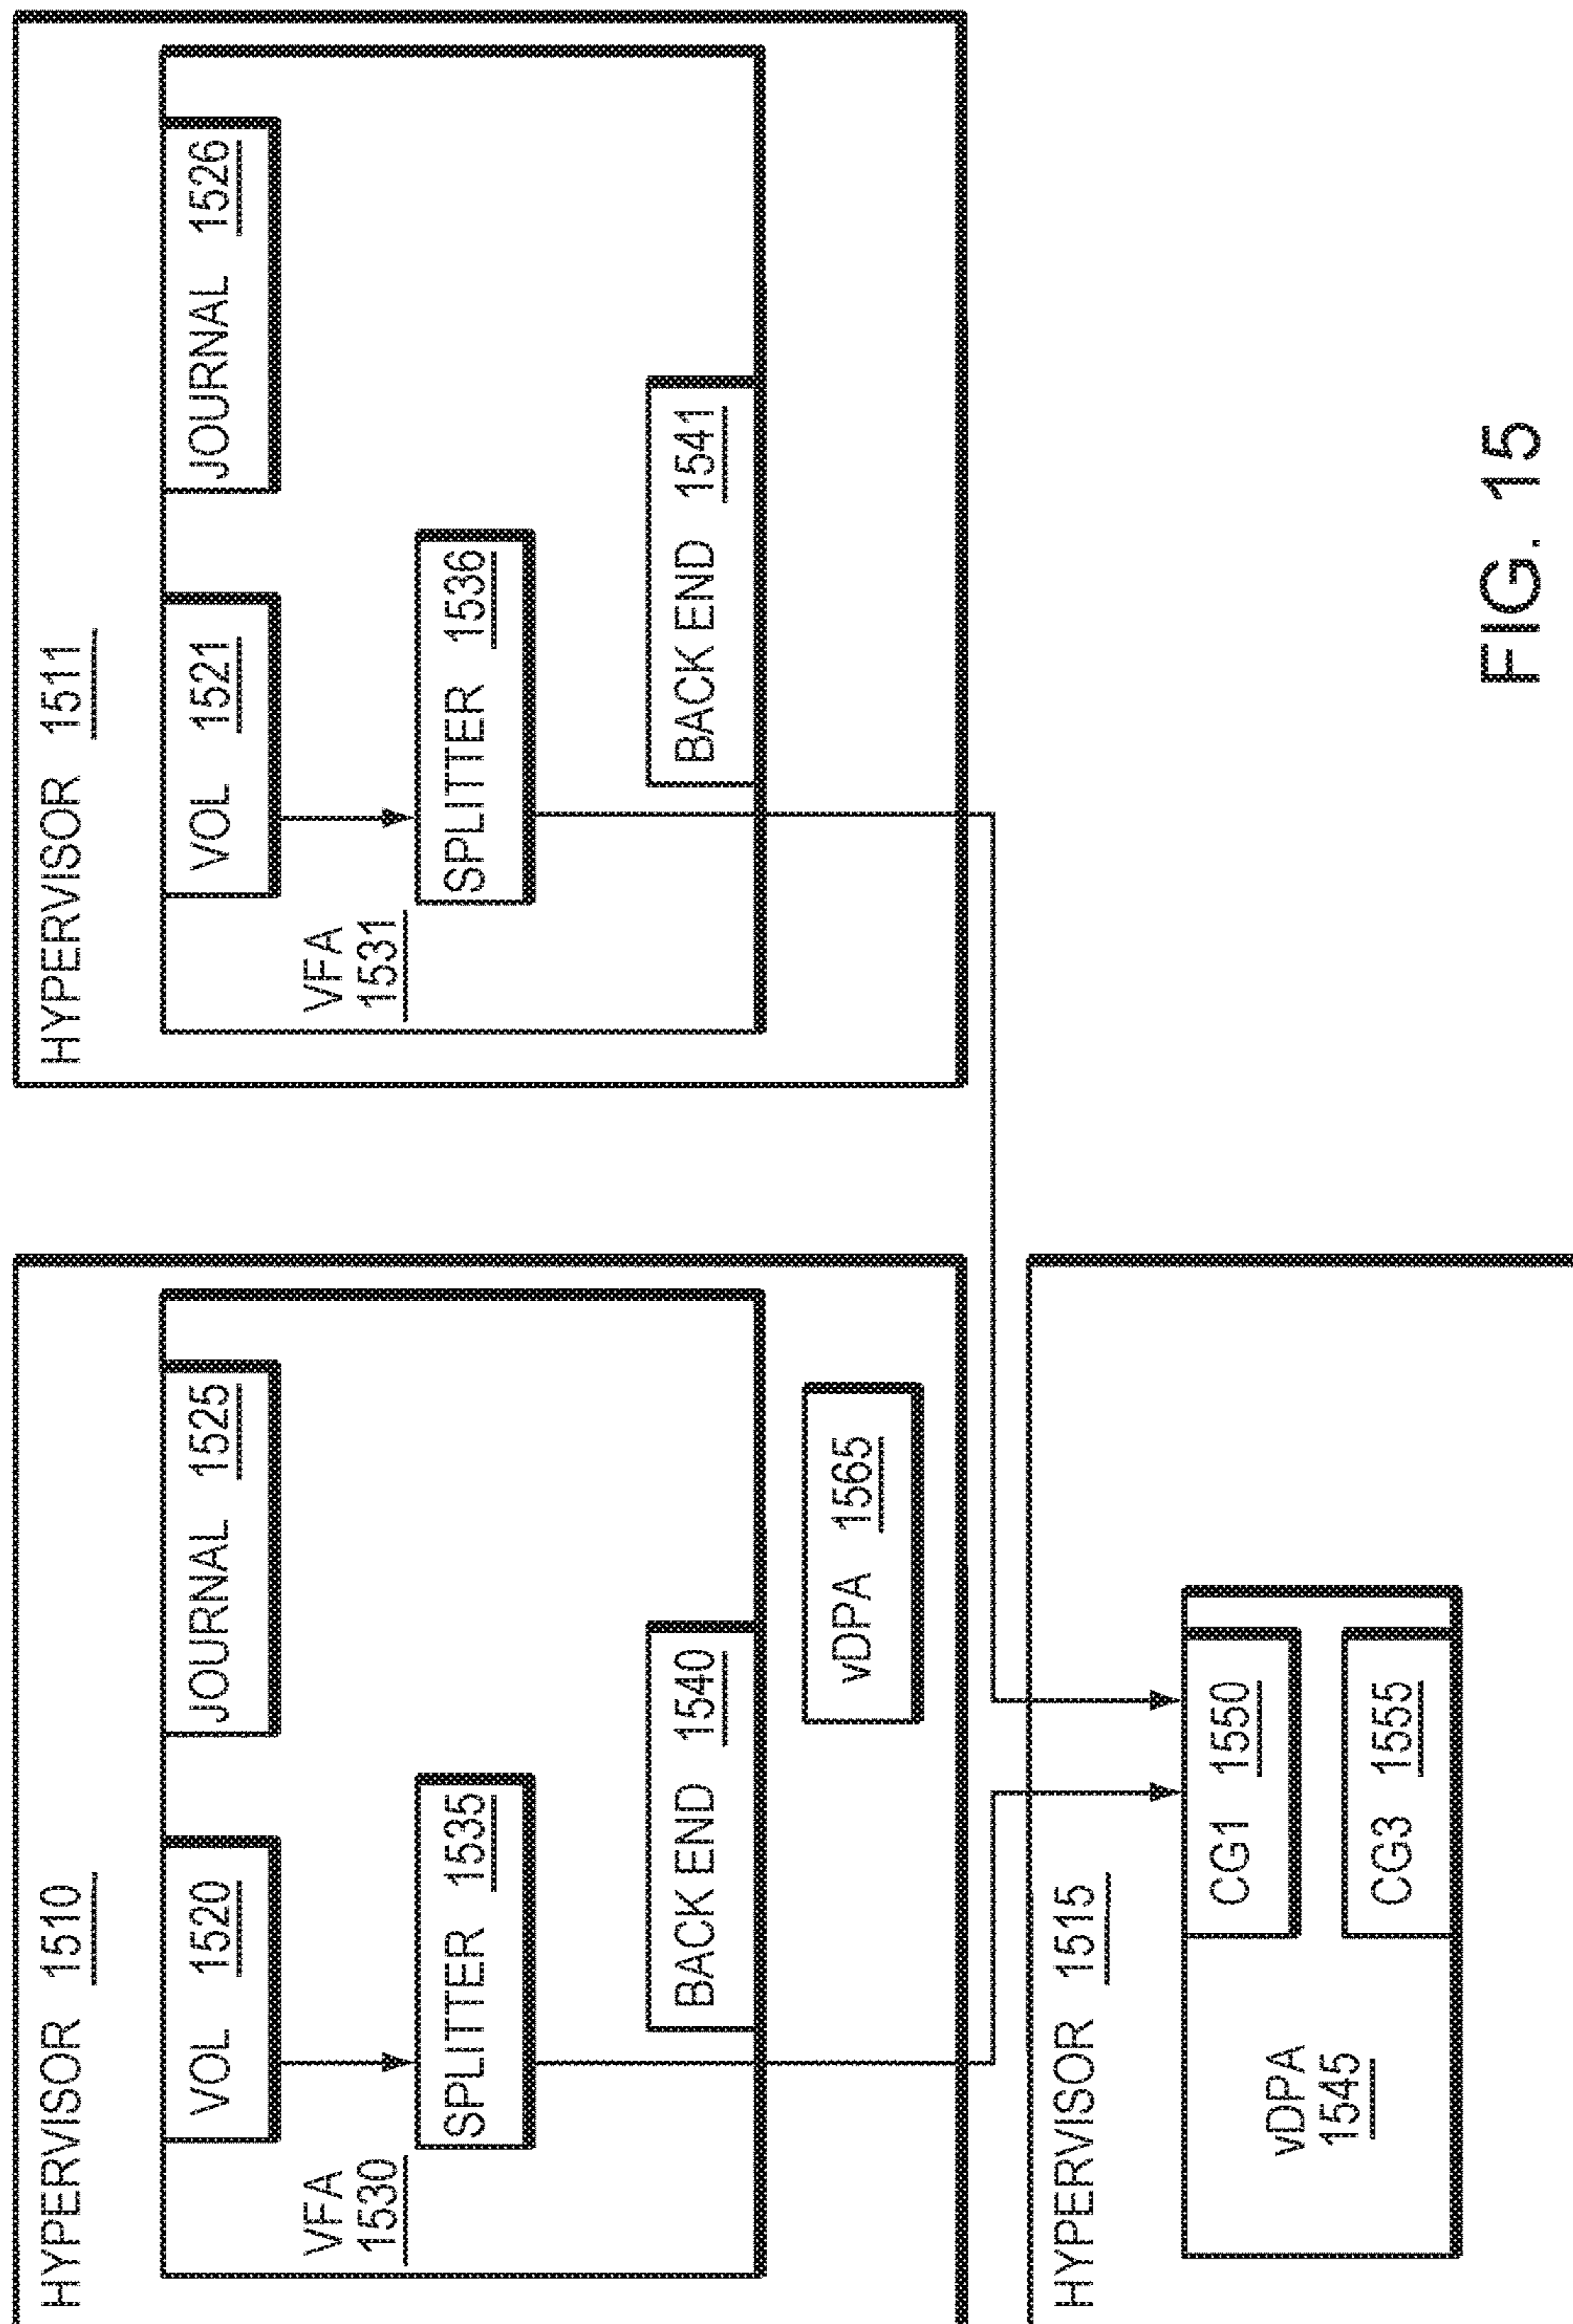 HYPERVISOR 1510
VOL 1520
JOURNAL 1525
VFA
1530
SPLITTER 1535
BACK END 1540
vDPA 1565
HYPERVISOR 1511
VOL 1521
JOURNAL 1526
VFA
1531
SPLITTER 1536
BACK END 1541
HYPERVISOR 1515
vDPA
1545
CG1 1550
CG3 1555
FIG. 15